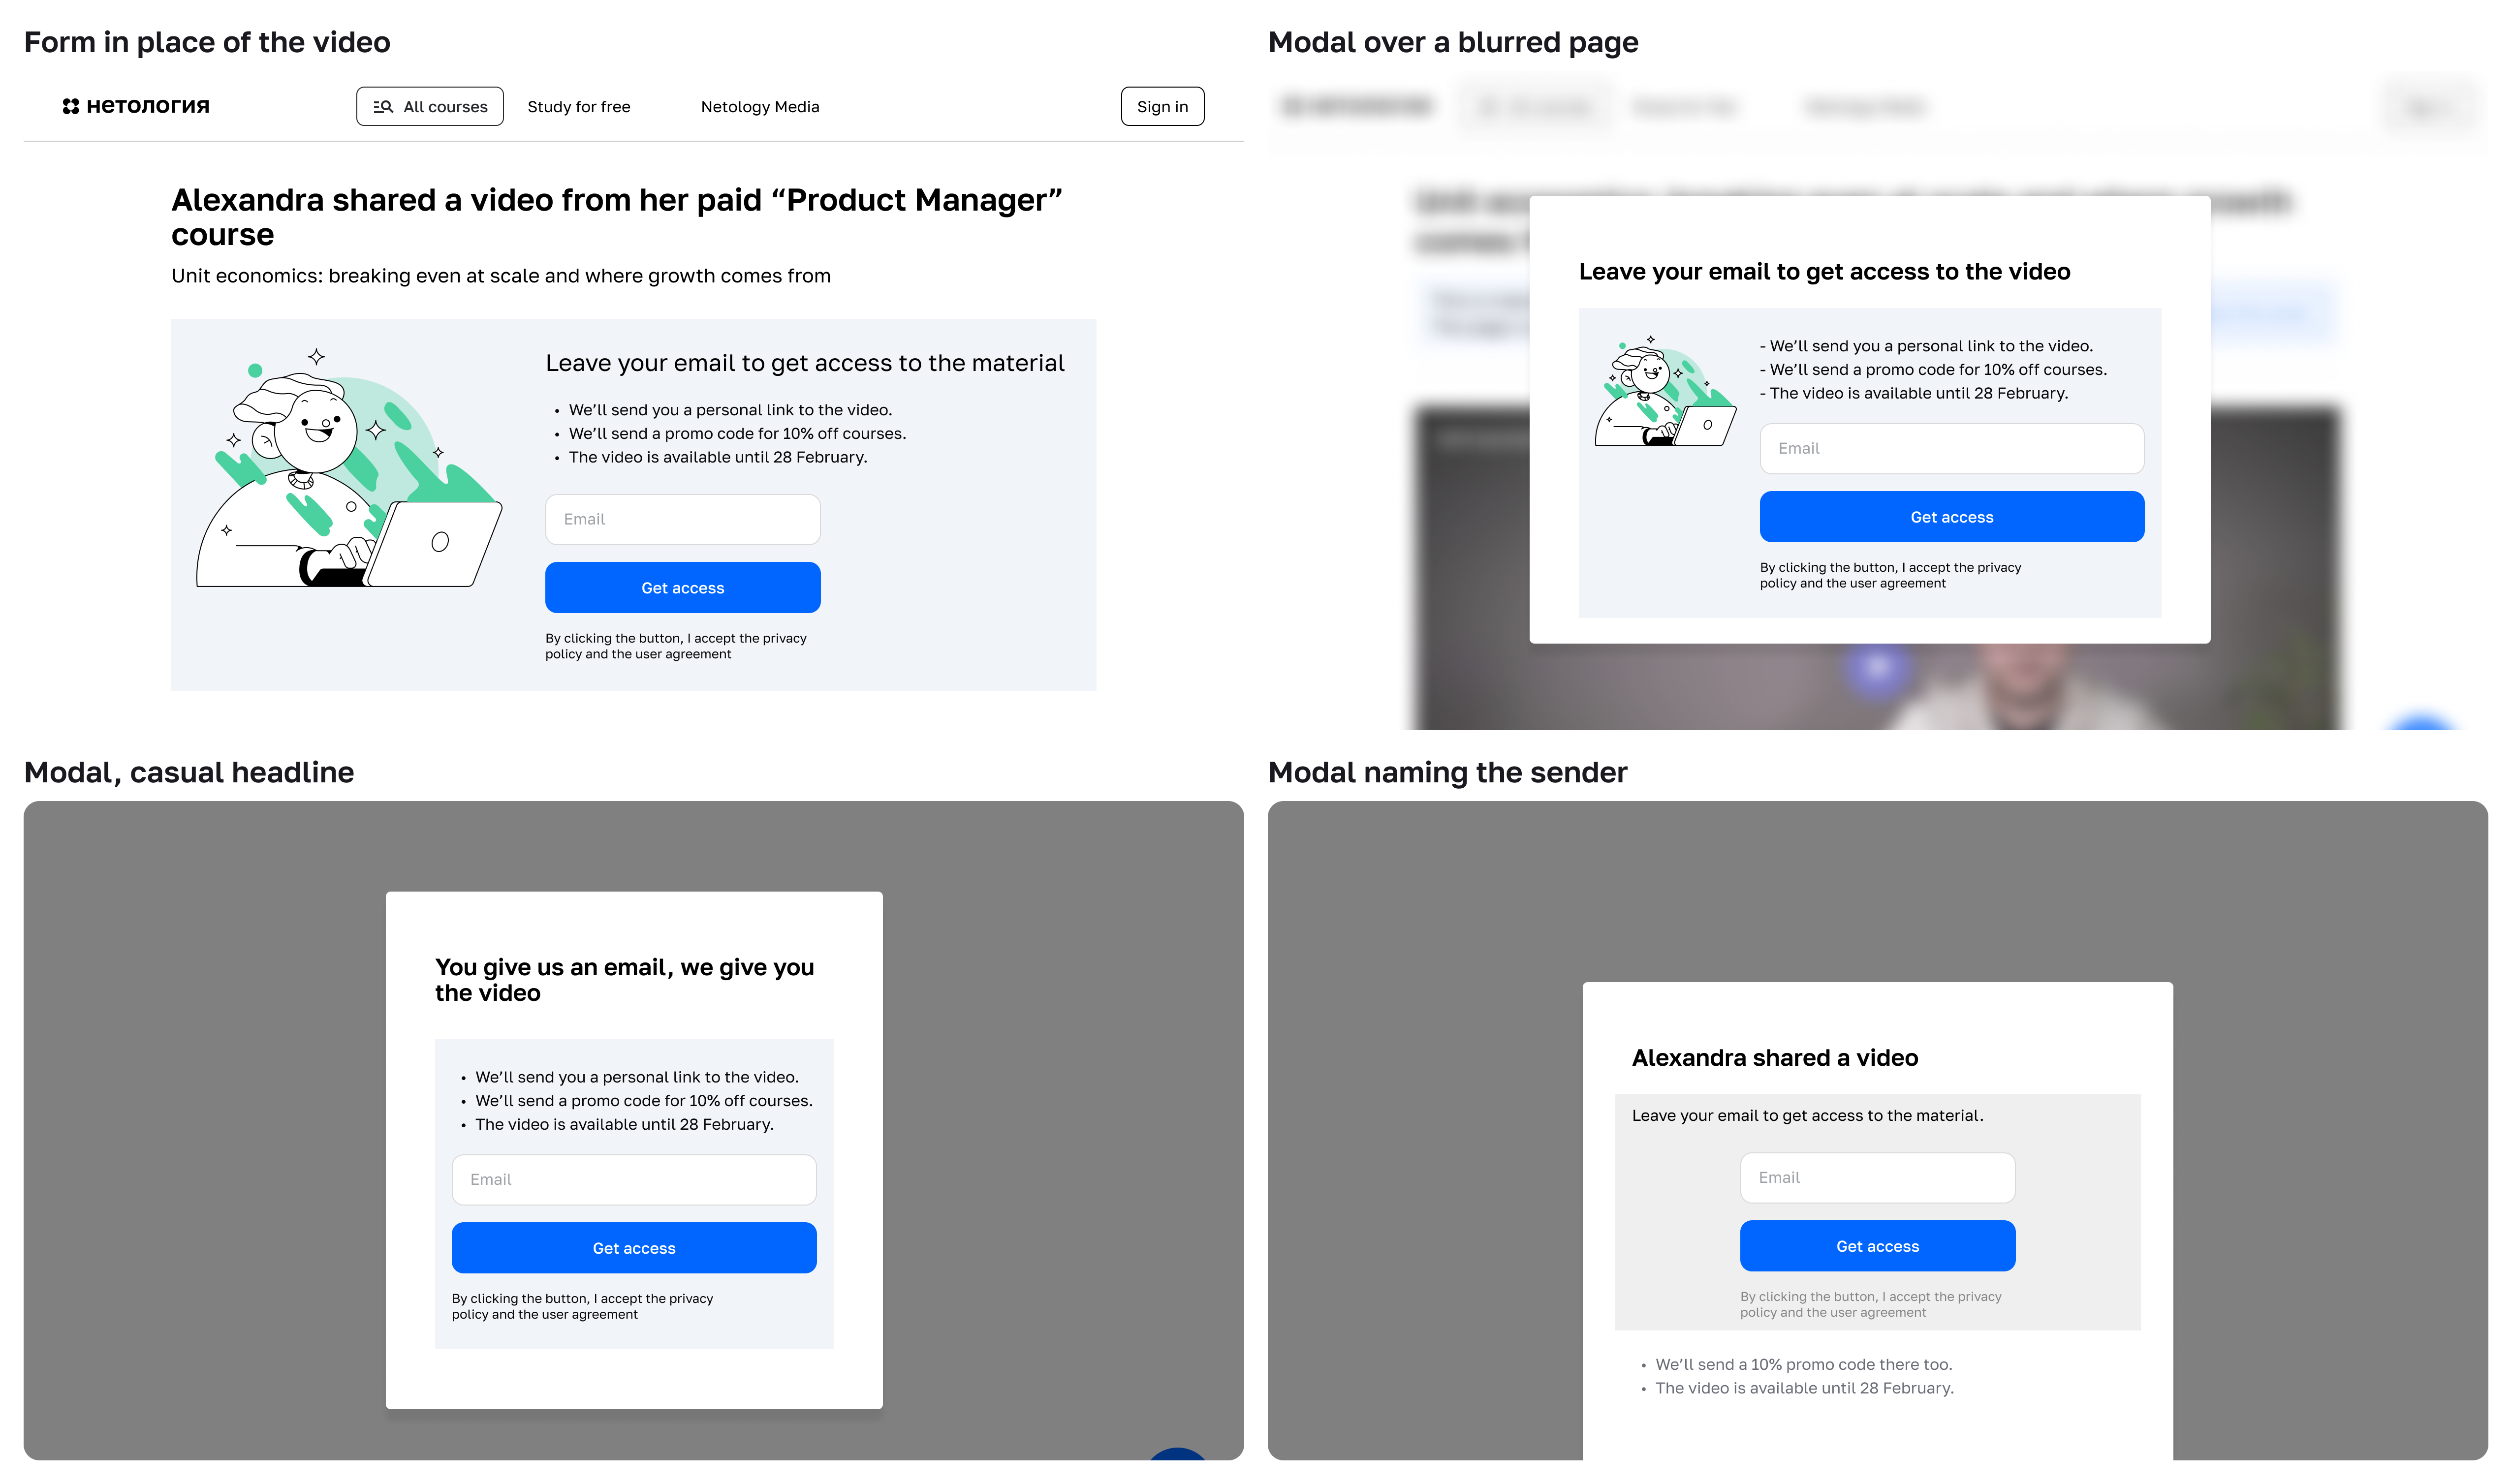 Form in place of the video
нетология
All courses
Study for free
Netology Media
Sign in
Alexandra shared a video from her paid “Product Manager”
course
Unit economics: breaking even at scale and where growth comes from
Leave your email to get access to the material
• We’ll send you a personal link to the video.
• We’ll send a promo code for 10% off courses.
• The video is available until 28 February.
Email
Get access
By clicking the button, I accept the privacy
policy and the user agreement
Modal over a blurred page
Leave your email to get access to the video
- We’ll send you a personal link to the video.
- We’ll send a promo code for 10% off courses.
- The video is available until 28 February.
Email
Get access
By clicking the button, I accept the privacy
policy and the user agreement
Modal, casual headline
You give us an email, we give you
the video
• We’ll send you a personal link to the video.
• We’ll send a promo code for 10% off courses.
• The video is available until 28 February.
Email
Get access
By clicking the button, I accept the privacy
policy and the user agreement
Modal naming the sender
Alexandra shared a video
Leave your email to get access to the material.
Email
Get access
By clicking the button, I accept the privacy
policy and the user agreement
• We’ll send a 10% promo code there too.
• The video is available until 28 February.